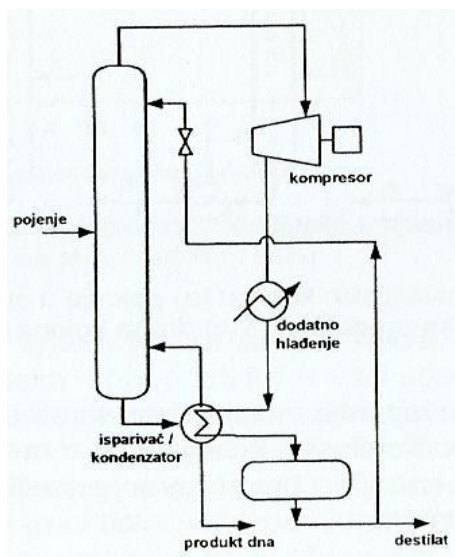 kompresor
pojenje
dodatno
hlađenje
isparivač /
kondenzator
produkt dna
destilat